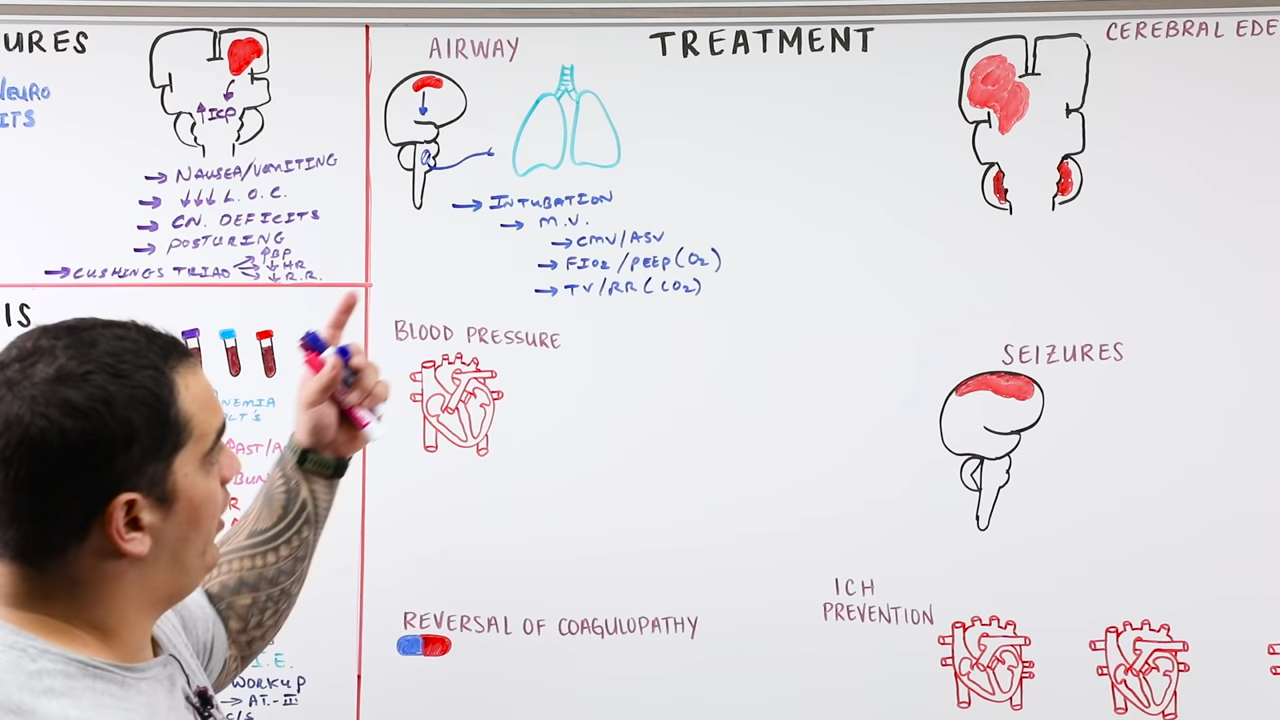 URES
NEURO
ITS
↑ICP
→ NAUSEA/VOMITING
→ ↓↓↓ L.O.C.
→ CN. DEFICITS
→ POSTURING
→ CUSHINGS TRIAD
↑BP
↓HR
↓R.R.
IS
NEMIA
LT'S
↑AST/A
BUN
R
I.E.
WORKUP
→ AT.-III
C/S
TREATMENT
AIRWAY
→ INTUBATION
→ M.V.
→ CMV/ASV
→ FIO2/PEEP(O2)
→ TV/RR(CO2)
BLOOD PRESSURE
REVERSAL OF COAGULOPATHY
CEREBRAL EDE
SEIZURES
ICH
PREVENTION